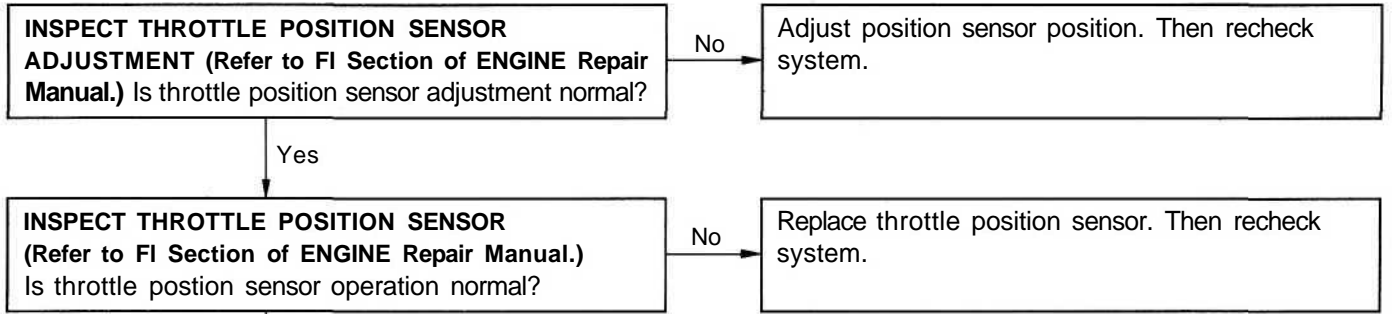 INSPECT THROTTLE POSITION SENSOR
ADJUSTMENT (Refer to FI Section of ENGINE Repair
Manual.) Is throttle position sensor adjustment normal?
No
Adjust position sensor position. Then recheck
system.
Yes
INSPECT THROTTLE POSITION SENSOR
(Refer to FI Section of ENGINE Repair Manual.)
Is throttle postion sensor operation normal?
No
Replace throttle position sensor. Then recheck
system.